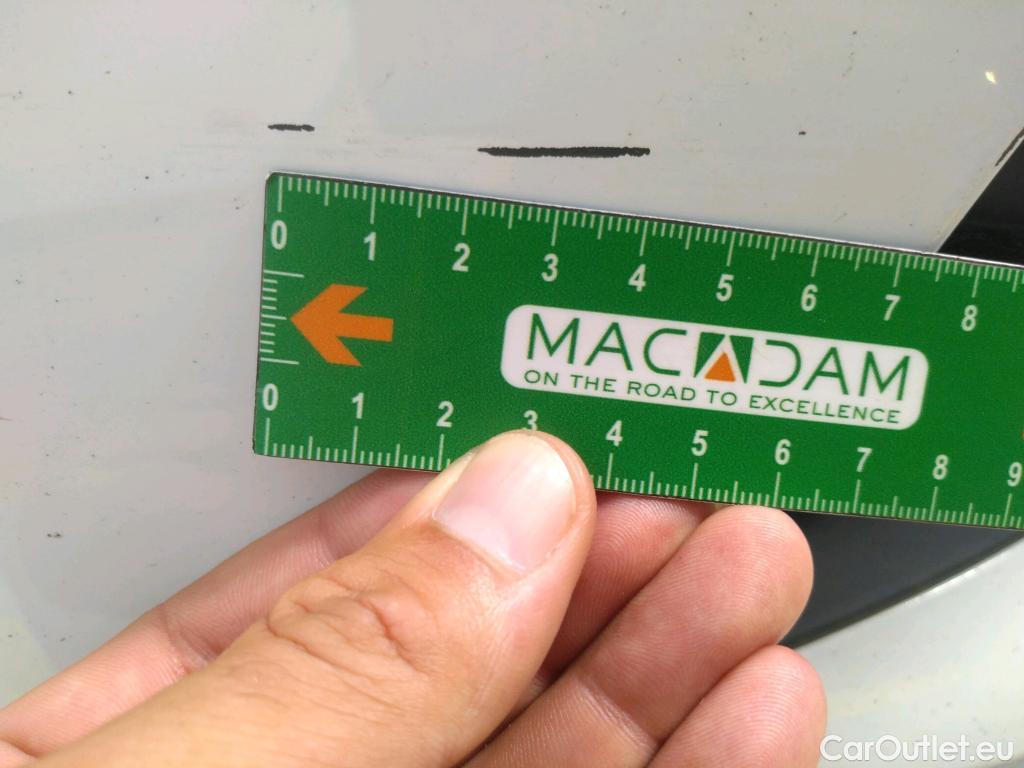 0 1 2 3 4 5 6 7 8
MACADAM
ON THE ROAD TO EXCELLENCE
0 1 2 3 4 5 6 7 8 9
CarOutlet.eu